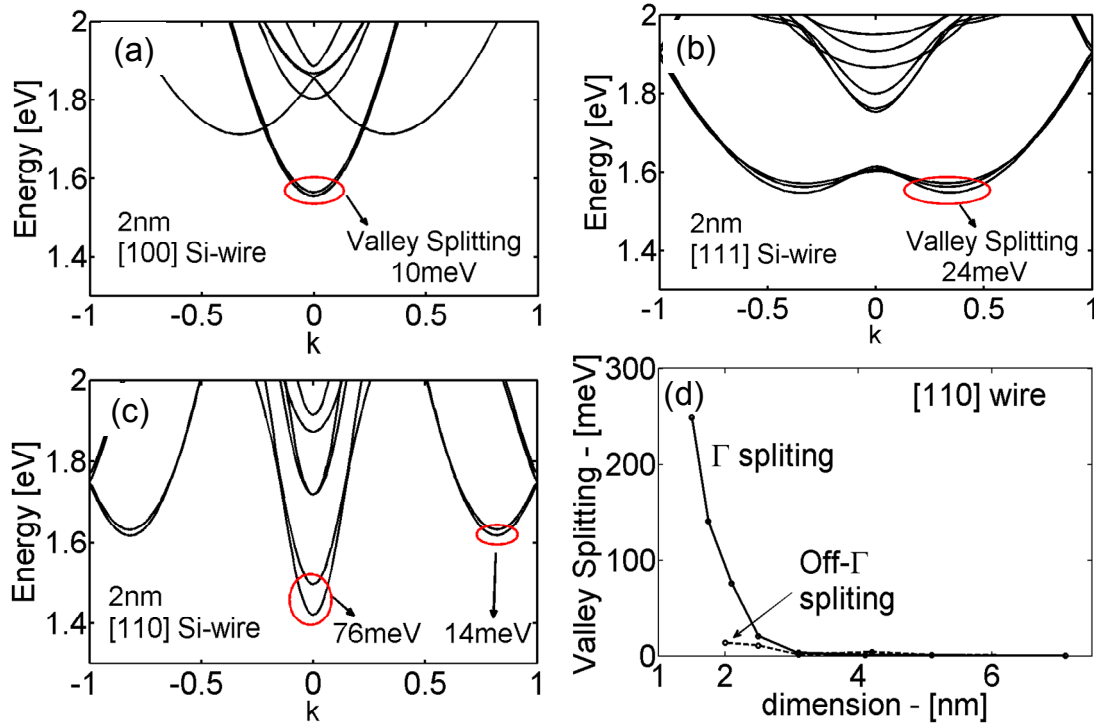 (a)
Energy [eV]
2
1.8
1.6
1.4
2nm
[100] Si-wire
Valley Splitting
10meV
-1 -0.5 0 0.5 1
k
(b)
Energy [eV]
2
1.8
1.6
1.4
2nm
[111] Si-wire
Valley Splitting
24meV
-1 -0.5 0 0.5 1
k
(c)
Energy [eV]
2
1.8
1.6
1.4
2nm
[110] Si-wire
76meV
14meV
-1 -0.5 0 0.5 1
k
(d)
Valley Splitting - [meV]
300
200
100
0
[110] wire
Γ spliting
Off-Γ
spliting
1 2 4 6
dimension - [nm]